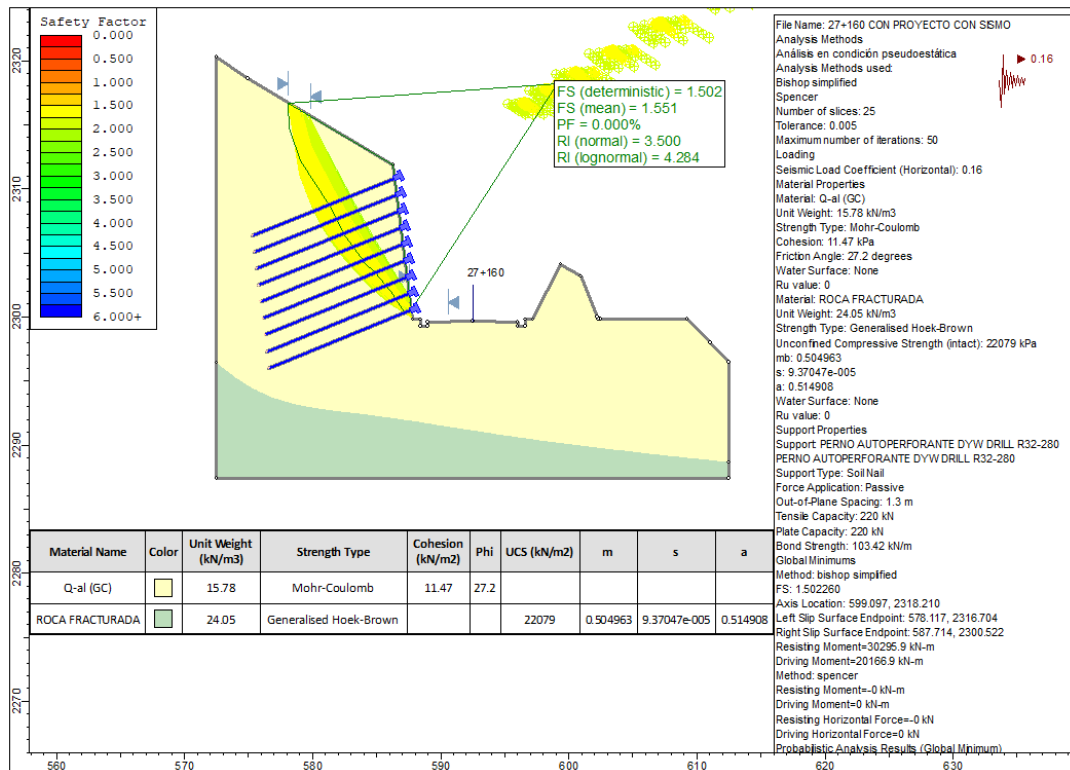 Safety Factor
0.000
0.500
1.000
1.500
2.000
2.500
3.000
3.500
4.000
4.500
5.000
5.500
6.000+
FS (deterministic) = 1.502
FS (mean) = 1.551
PF = 0.000%
RI (normal) = 3.500
RI (lognormal) = 4.284
27+160
0.16
File Name: 27+160 CON PROYECTO CON SISMO
Analysis Methods
Análisis en condición pseudoestática
Analysis Methods used:
Bishop simplified
Spencer
Number of slices: 25
Tolerance: 0.005
Maximum number of iterations: 50
Loading
Seismic Load Coefficient (Horizontal): 0.16
Material Properties
Material: Q-al (GC)
Unit Weight: 15.78 kN/m3
Strength Type: Mohr-Coulomb
Cohesion: 11.47 kPa
Friction Angle: 27.2 degrees
Water Surface: None
Ru value: 0
Material: ROCA FRACTURADA
Unit Weight: 24.05 kN/m3
Strength Type: Generalised Hoek-Brown
Unconfined Compressive Strength (intact): 22079 kPa
mb: 0.504963
s: 9.37047e-005
a: 0.514908
Water Surface: None
Ru value: 0
Support Properties
Support: PERNO AUTOPERFORANTE DYW DRILL R32-280
PERNO AUTOPERFORANTE DYW DRILL R32-280
Support Type: Soil Nail
Force Application: Passive
Out-of-Plane Spacing: 1.3 m
Tensile Capacity: 220 kN
Plate Capacity: 220 kN
Bond Strength: 103.42 kN/m
Global Minimums
Method: bishop simplified
FS: 1.502260
Axis Location: 599.097, 2318.210
Left Slip Surface Endpoint: 578.117, 2316.704
Right Slip Surface Endpoint: 587.714, 2300.522
Resisting Moment=30295.9 kN-m
Driving Moment=20166.9 kN-m
Method: spencer
Resisting Moment=-0 kN-m
Driving Moment=0 kN-m
Resisting Horizontal Force=-0 kN
Driving Horizontal Force=0 kN
Probabilistic Analysis Results (Global Minimum)
Material Name Color Unit Weight (kN/m3) Strength Type Cohesion (kN/m2) Phi UCS (kN/m2) m s a
Q-al (GC) 15.78 Mohr-Coulomb 11.47 27.2
ROCA FRACTURADA 24.05 Generalised Hoek-Brown 22079 0.504963 9.37047e-005 0.514908
2320
2310
2300
2290
2280
2270
560 570 580 590 600 610 620 630 640